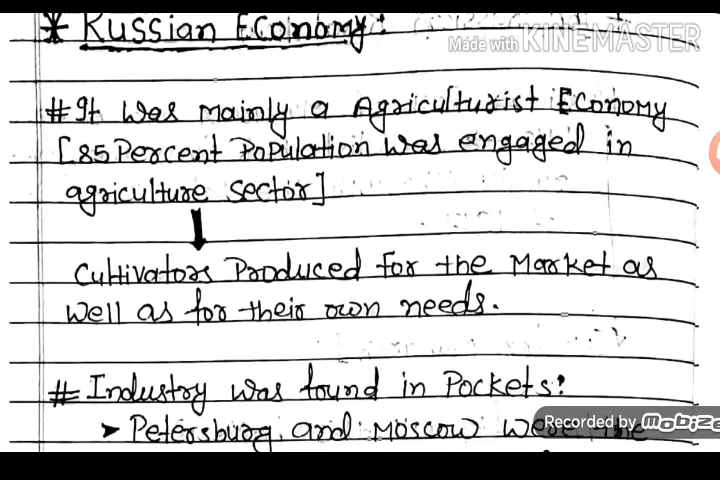 * Russian Economy:
Made with KINEMASTER
# It was mainly a Agriculturist Economy
[85 Percent Population was engaged in
agriculture sector]
Cultivators Produced for the Market as
well as for their own needs.
# Industry was found in Pockets:
Recorded by mobize
➤ Petersburg and Moscow were the